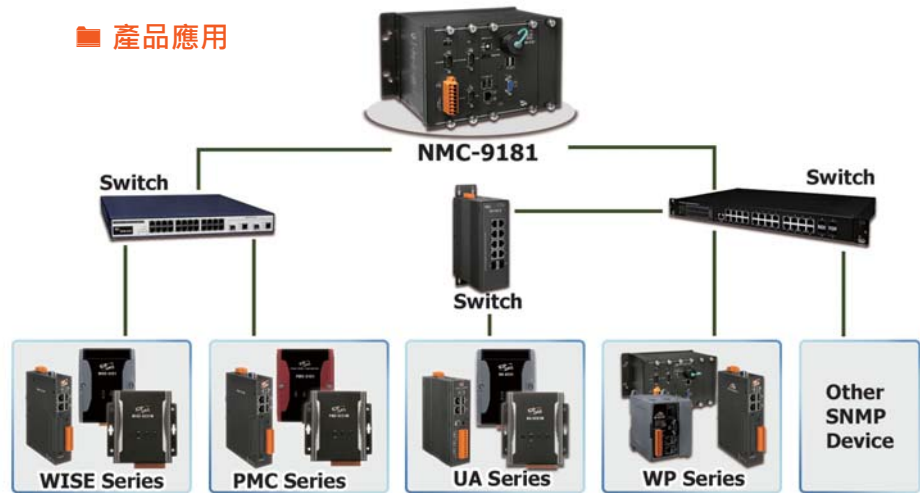 產品應用
NMC-9181
Switch
Switch
Switch
WISE Series
PMC Series
UA Series
WP Series
Other
SNMP
Device